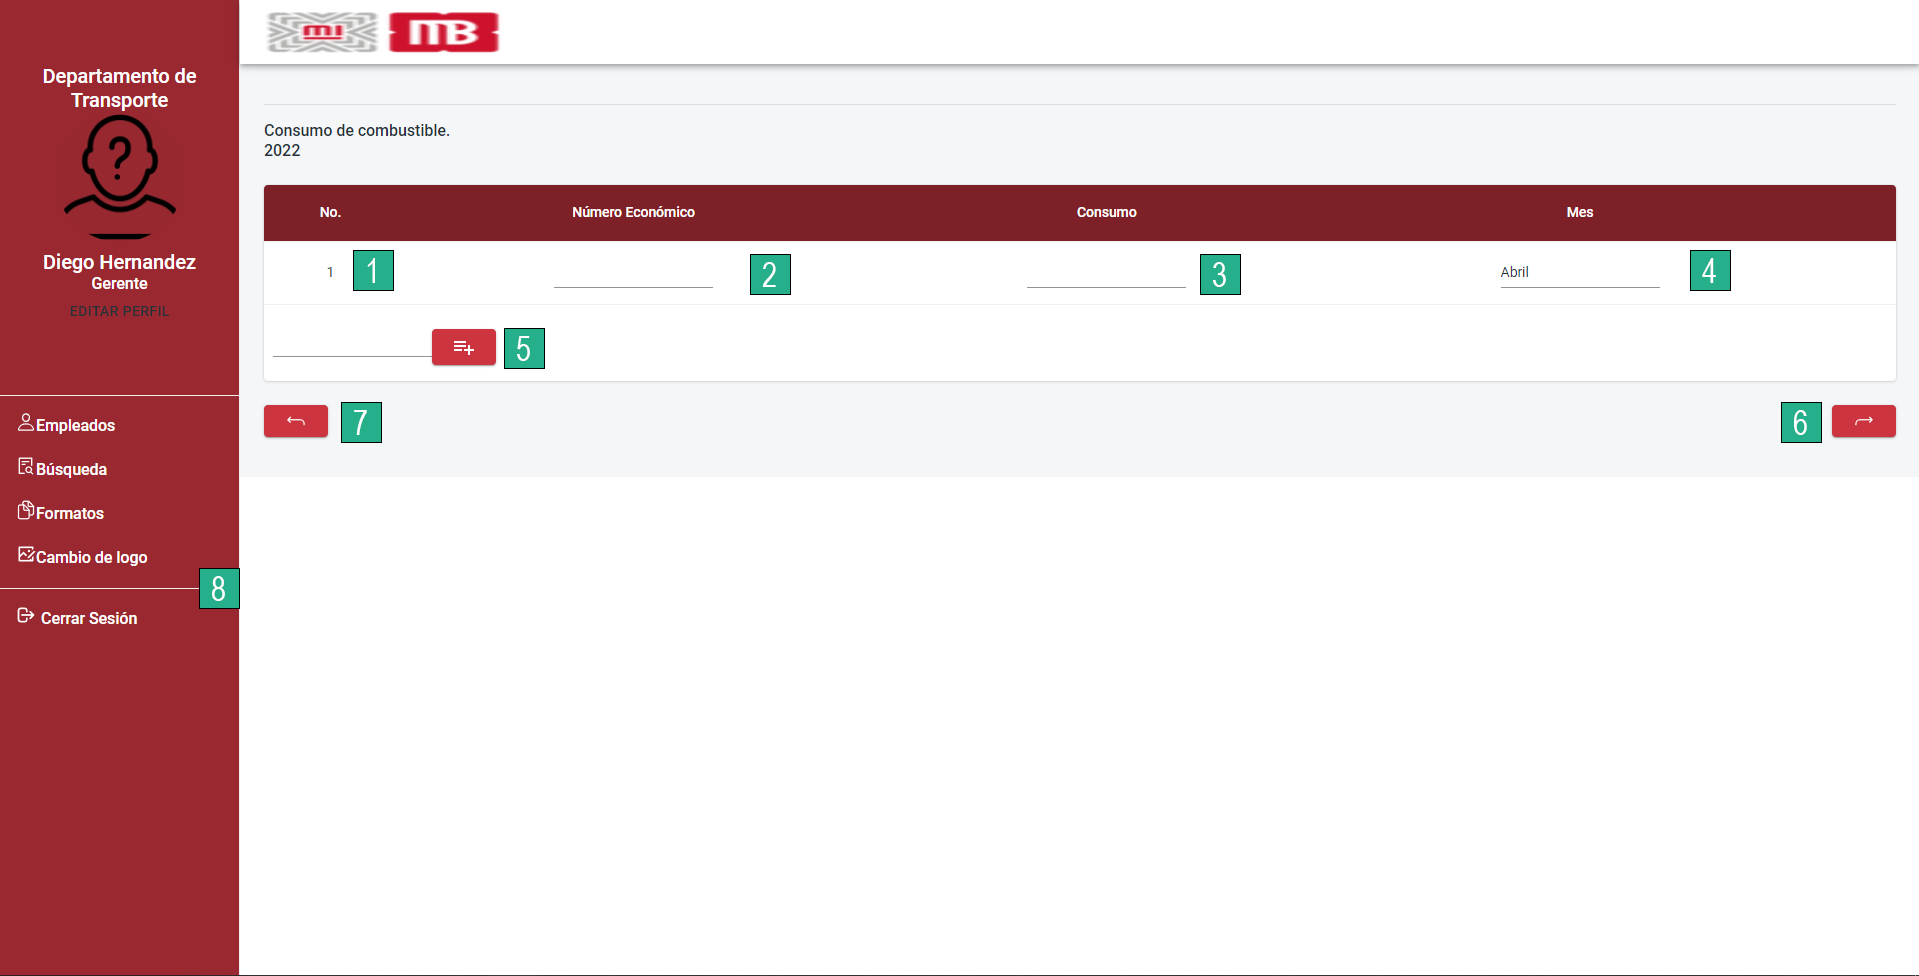 MI MB
Departamento de
Transporte
?
Diego Hernandez
Gerente
EDITAR PERFIL
Empleados
Búsqueda
Formatos
Cambio de logo
8
Cerrar Sesión
Consumo de combustible.
2022
No. Número Económico Consumo Mes
1 1 2 3 Abril 4
5
7 6